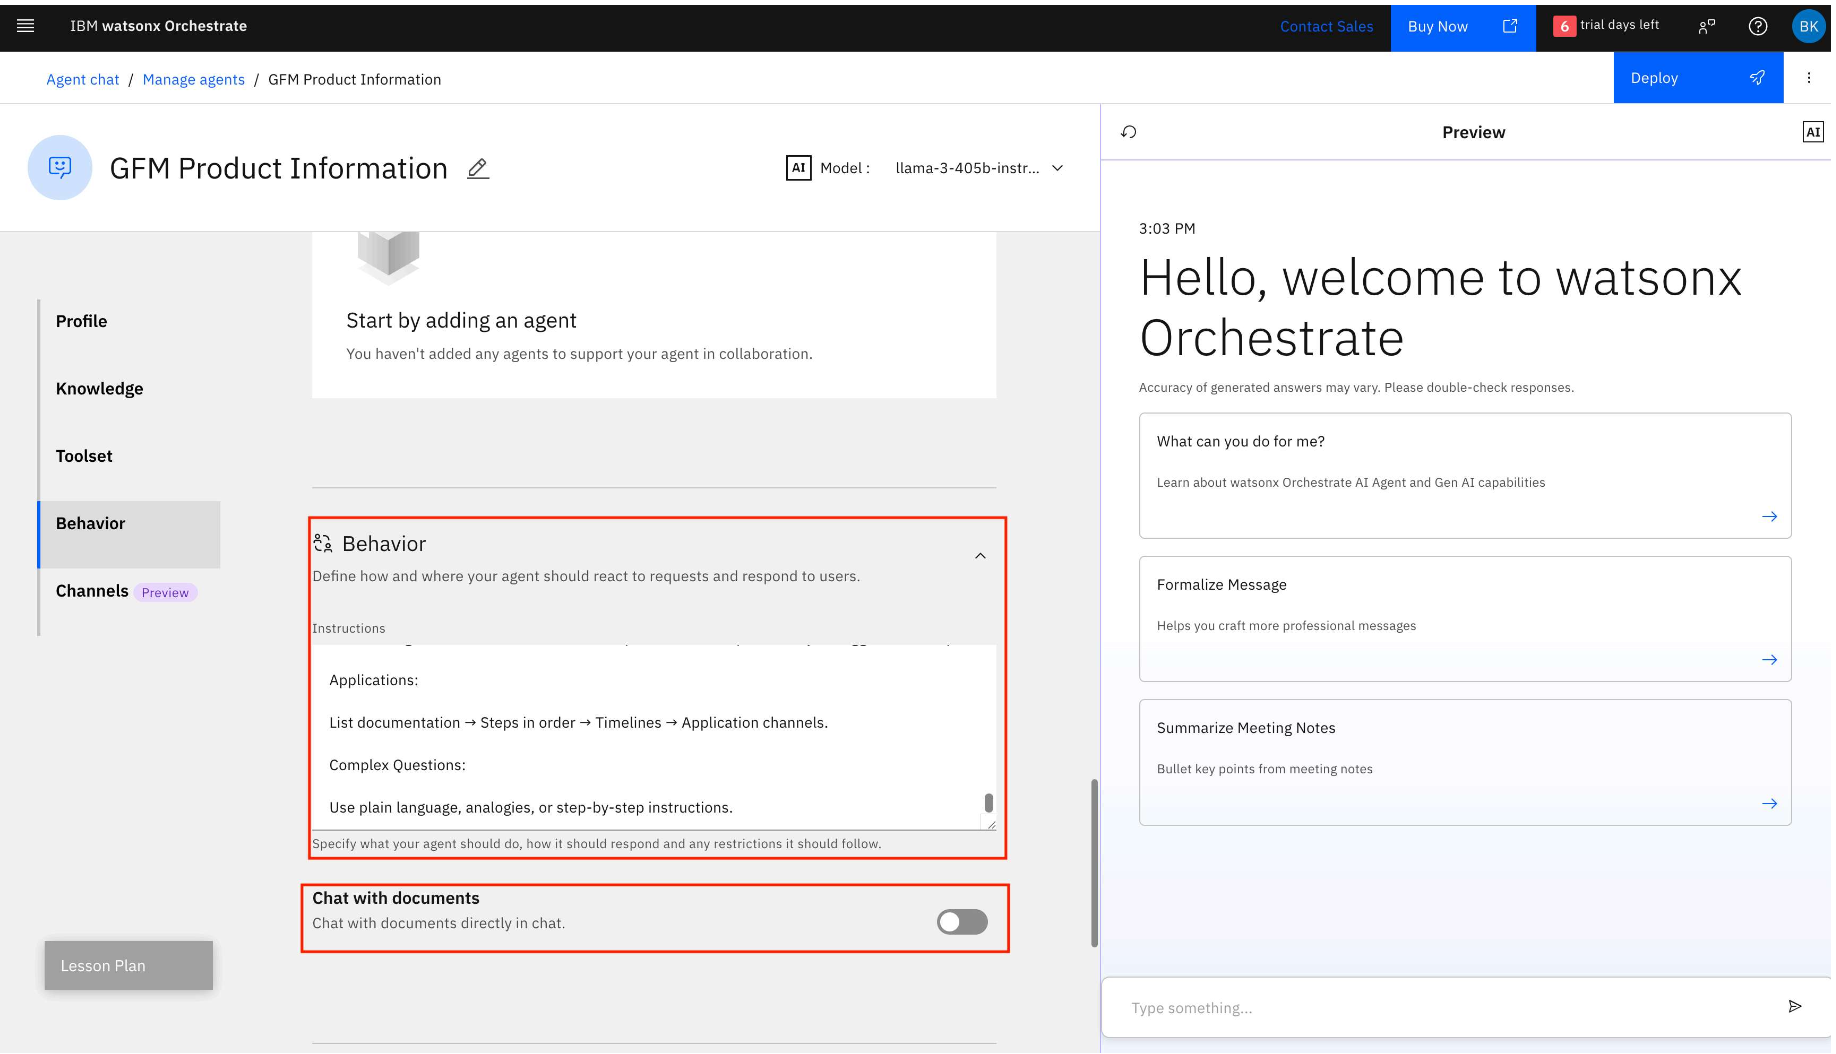 IBM watsonx Orchestrate
Contact Sales
Buy Now
6 trial days left
BK
Agent chat / Manage agents / GFM Product Information
Deploy
GFM Product Information
AI Model : llama-3-405b-instr...
Preview
AI
Profile
Knowledge
Toolset
Behavior
Channels Preview
Lesson Plan
Start by adding an agent
You haven't added any agents to support your agent in collaboration.
Behavior
Define how and where your agent should react to requests and respond to users.
Instructions
Applications:
List documentation → Steps in order → Timelines → Application channels.
Complex Questions:
Use plain language, analogies, or step-by-step instructions.
Specify what your agent should do, how it should respond and any restrictions it should follow.
Chat with documents
Chat with documents directly in chat.
3:03 PM
Hello, welcome to watsonx
Orchestrate
Accuracy of generated answers may vary. Please double-check responses.
What can you do for me?
Learn about watsonx Orchestrate AI Agent and Gen AI capabilities
Formalize Message
Helps you craft more professional messages
Summarize Meeting Notes
Bullet key points from meeting notes
Type something...